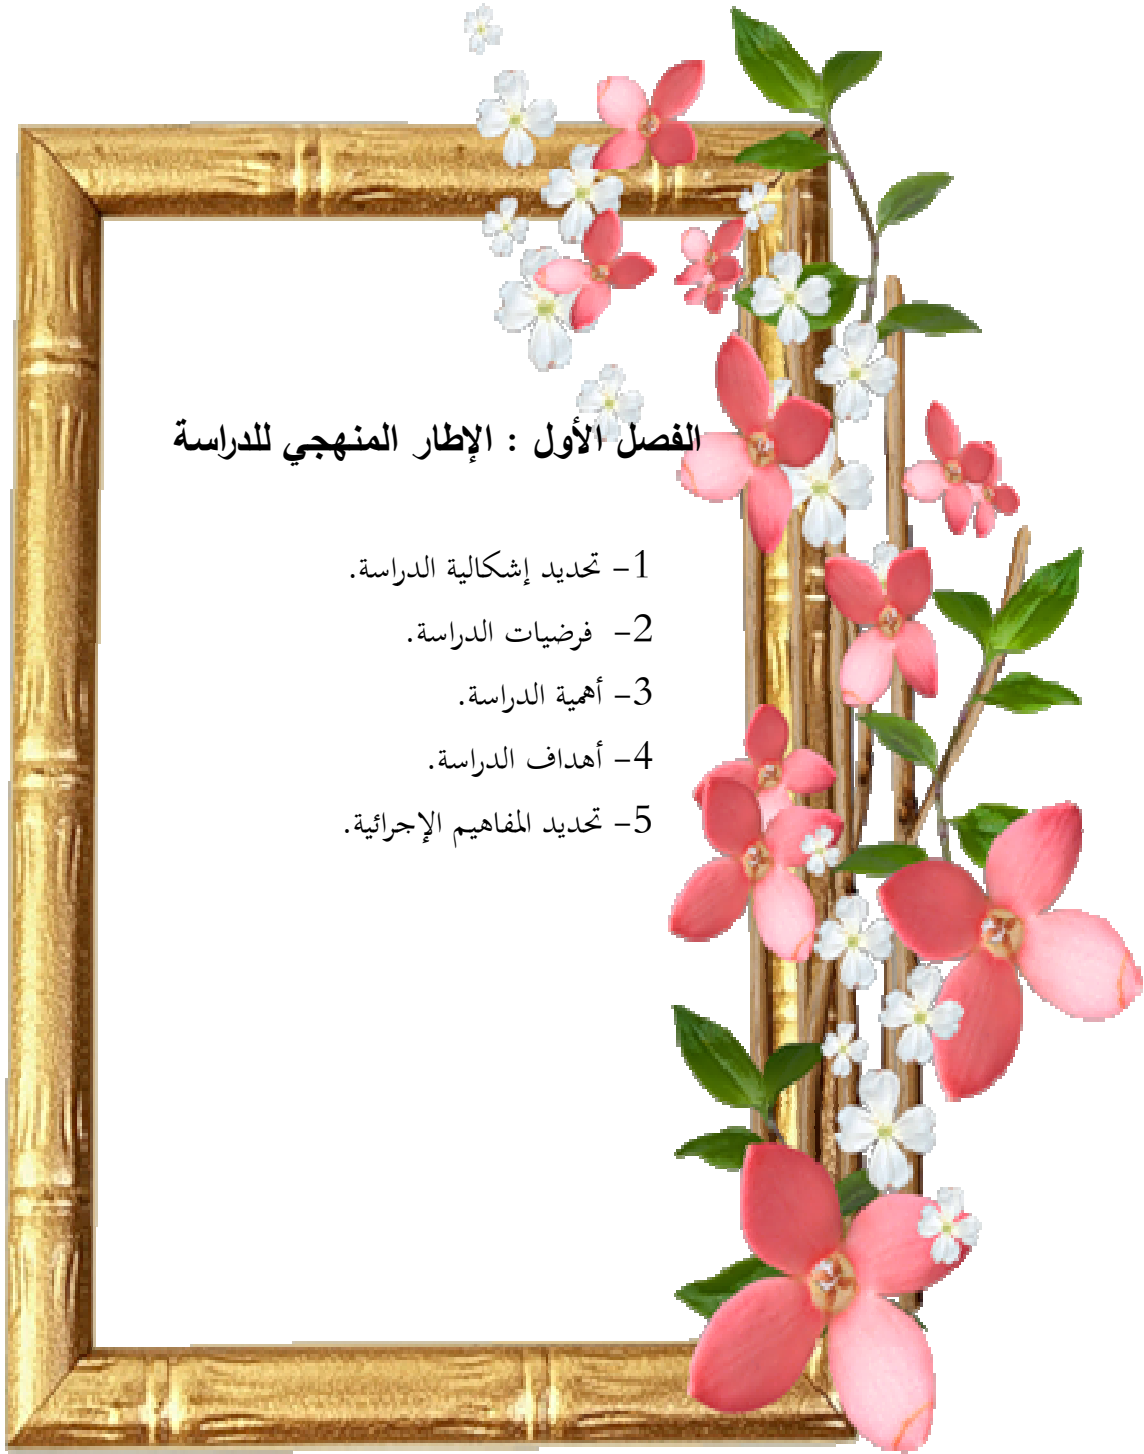 الفصل الأول : الإطار المنهجي للدراسة
1- تحديد إشكالية الدراسة.
2- فرضيات الدراسة.
3- أهمية الدراسة.
4- أهداف الدراسة.
5- تحديد المفاهيم الإجرائية.